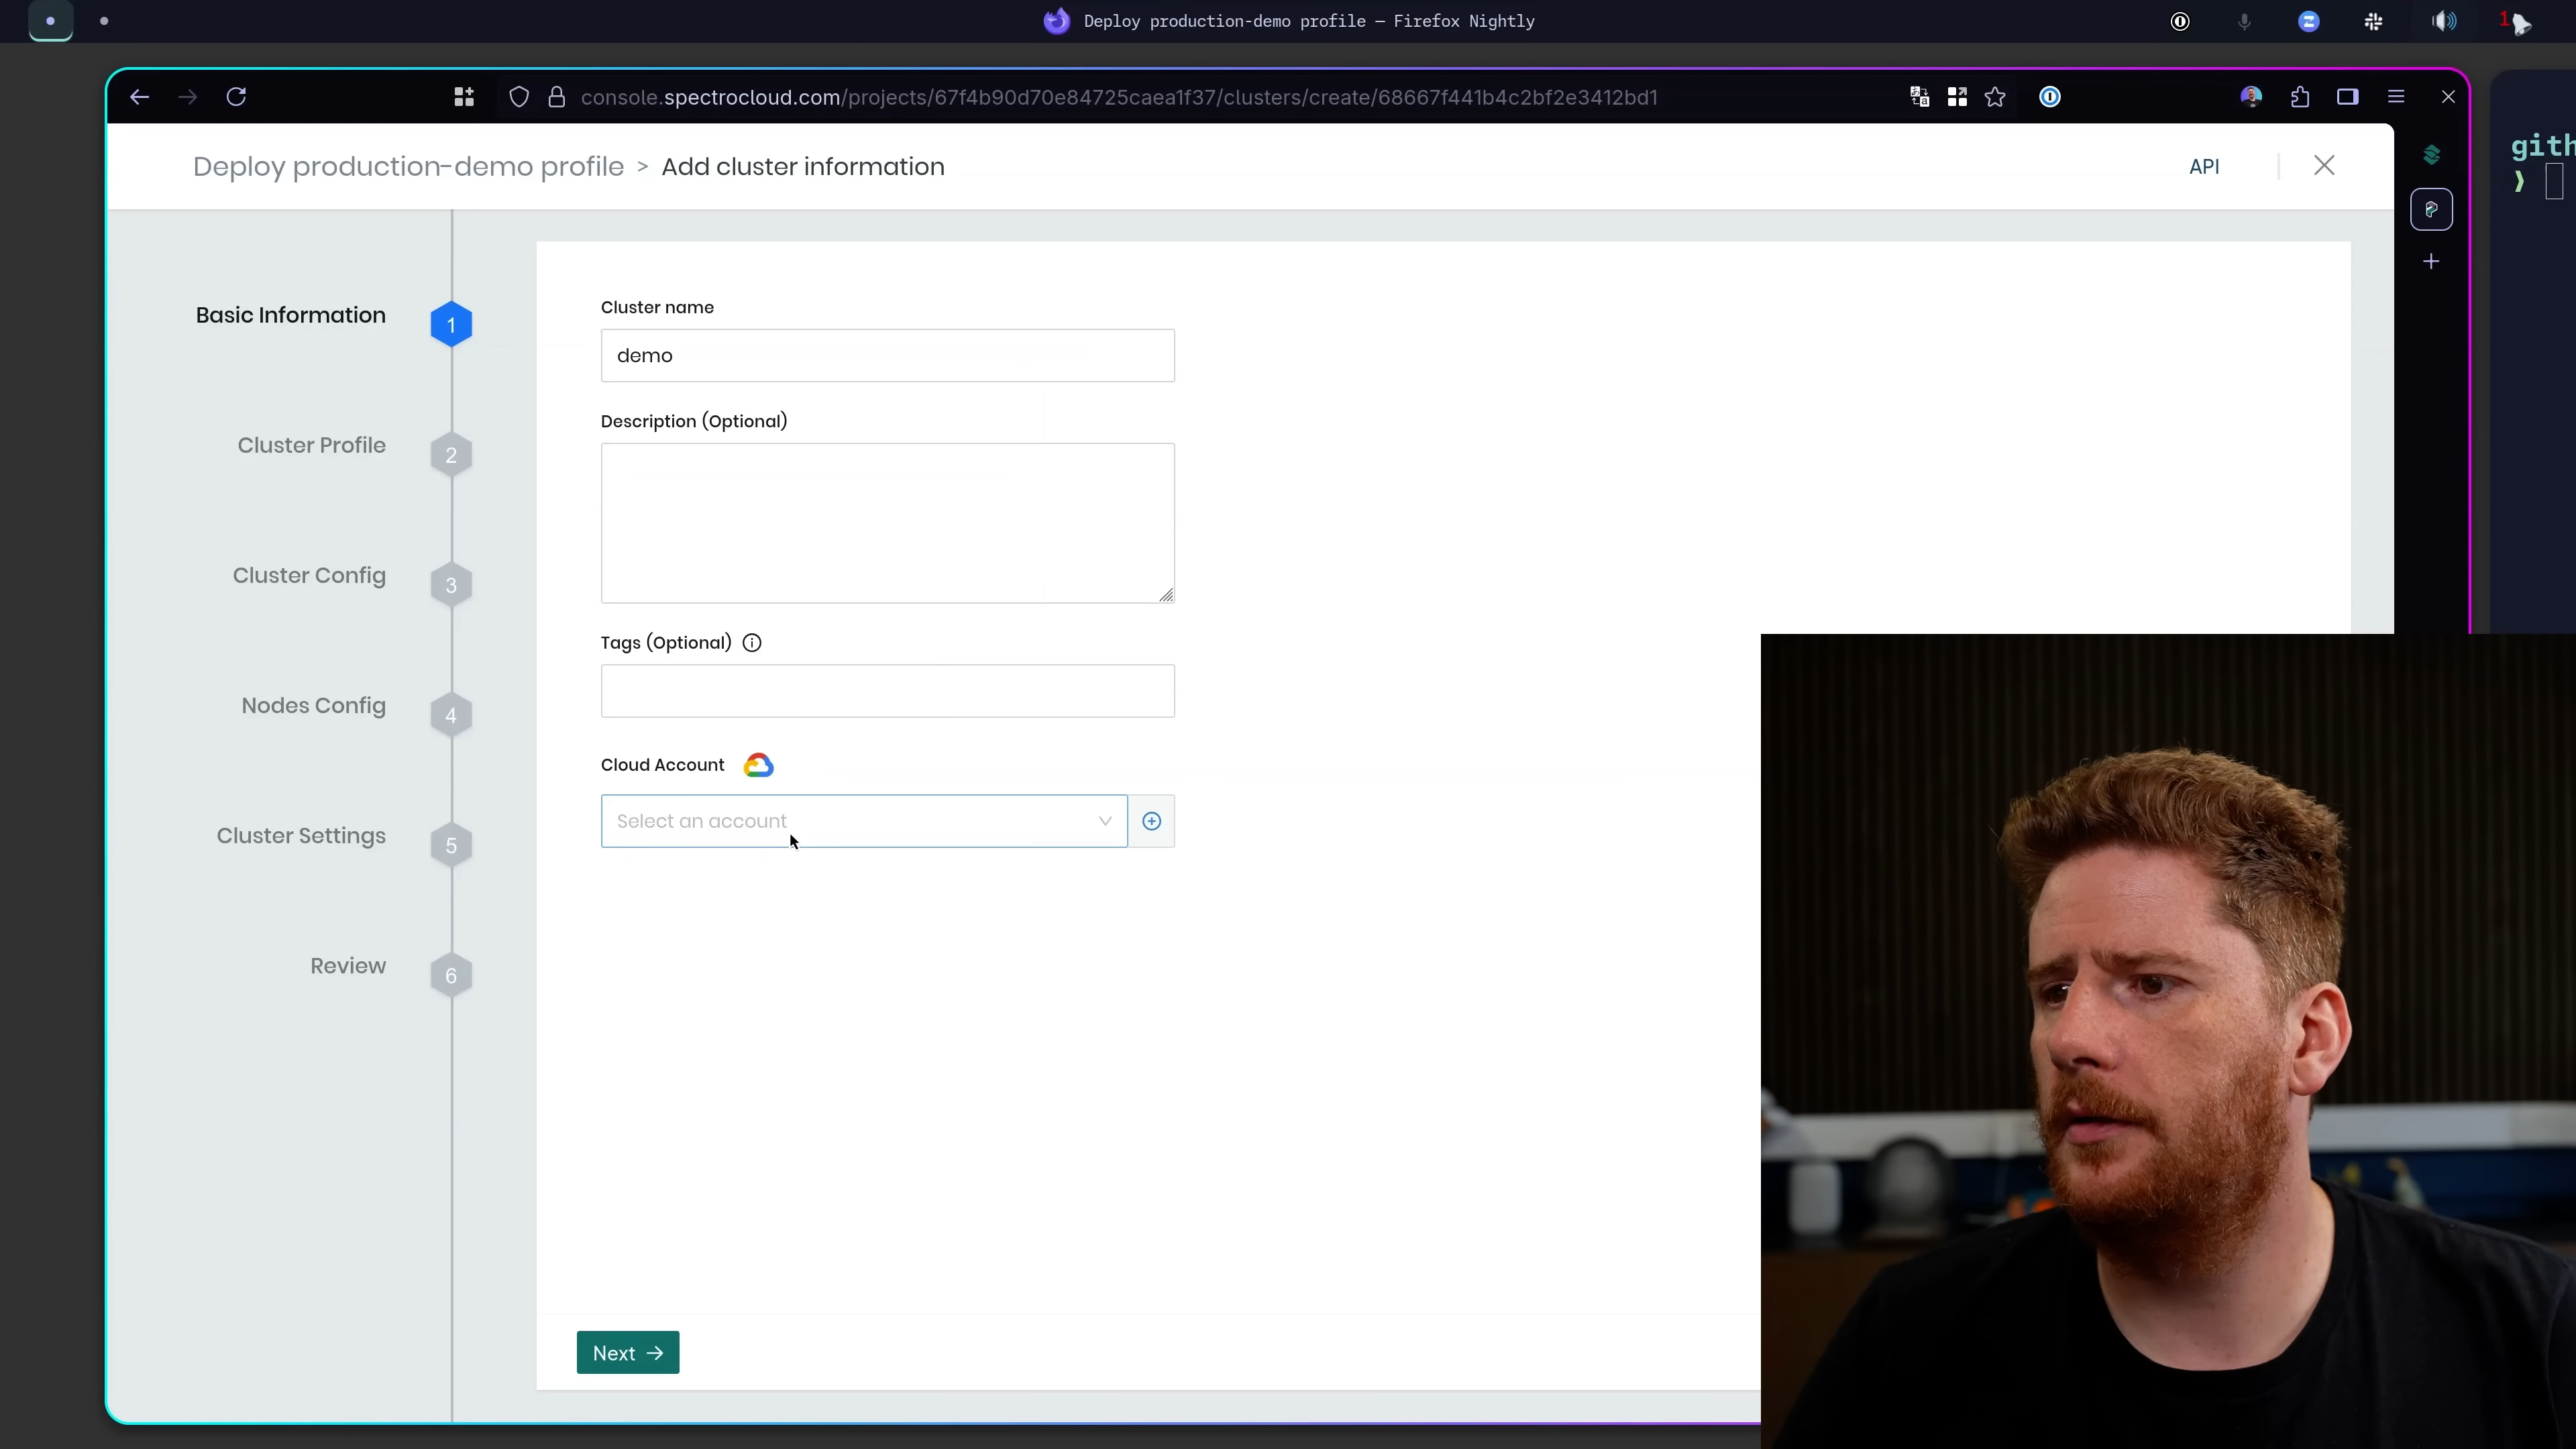 Deploy production-demo profile — Firefox Nightly
1
console.spectrocloud.com/projects/67f4b90d70e84725caea1f37/clusters/create/68667f441b4c2bf2e3412bd1
Deploy production-demo profile > Add cluster information
API
gith
❯
Basic Information
1
Cluster Profile
2
Cluster Config
3
Nodes Config
4
Cluster Settings
5
Review
6
Cluster name
demo
Description (Optional)
Tags (Optional)
Cloud Account
Select an account
Next →